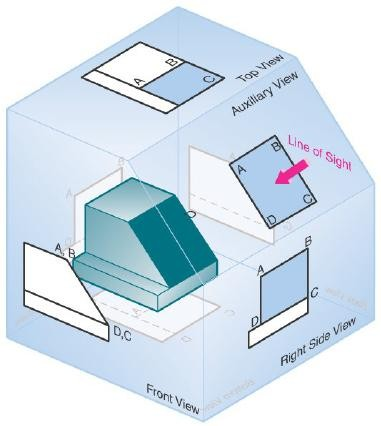 B
C
A
Top View
Auxiliary View
B
A
Line of Sight
C
D
B
A
A,
B
B
A
C
D
D,C
Right Side View
Front View